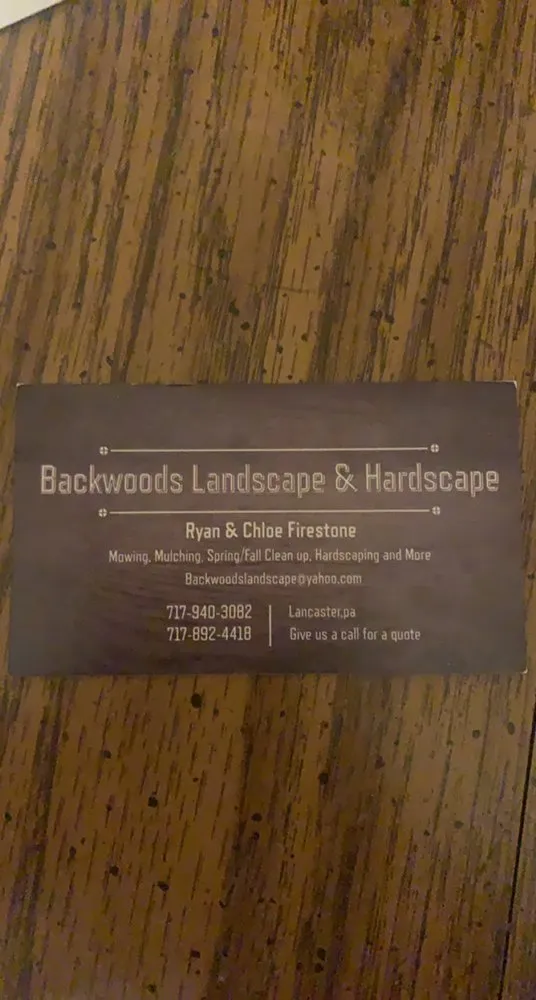 Backwoods Landscape & Hardscape
Ryan & Chloe Firestone
Mowing, Mulching, Spring/Fall Clean up, Hardscaping and More
Backwoodslandscape@yahoo.com
717-940-3082
717-892-4418
Lancaster,pa
Give us a call for a quote